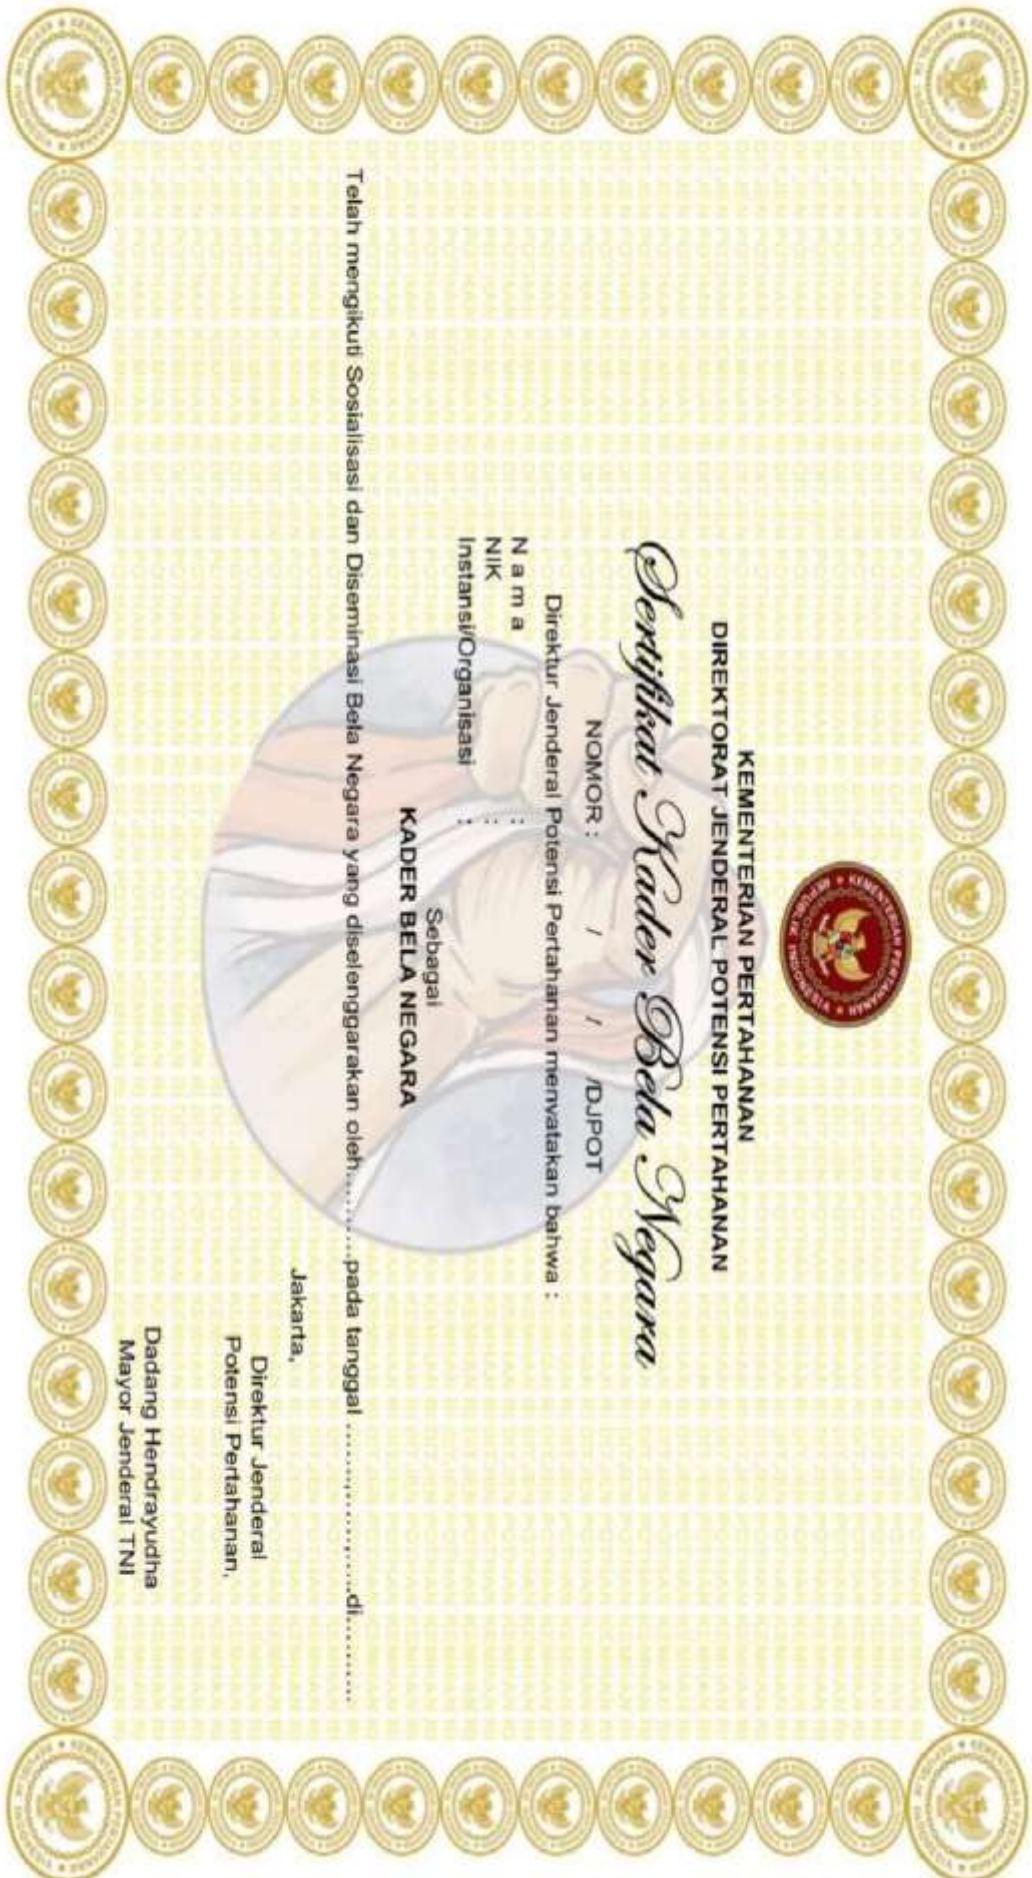 KEMENTERIAN PERTAHANAN
DIREKTORAT JENDERAL POTENSI PERTAHANAN
Sertifikat Kader Bela Negara
NOMOR : / / /DJPOT
Direktur Jenderal Potensi Pertahanan menyatakan bahwa :
N a m a :
NIK :
Instansi/Organisasi :
Sebagai
KADER BELA NEGARA
Telah mengikuti Sosialisasi dan Diseminasi Bela Negara yang diselenggarakan oleh..........pada tanggal ......,......,.....di.........
Jakarta,
Direktur Jenderal
Potensi Pertahanan,
Dadang Hendrayudha
Mayor Jenderal TNI